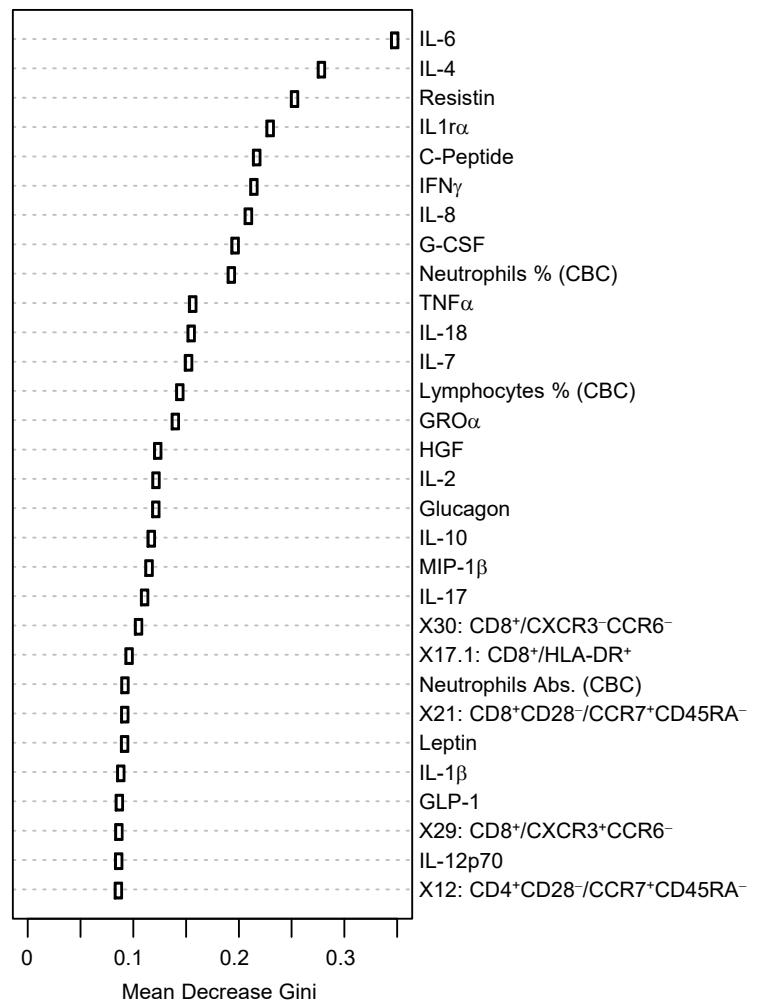 IL-6
IL-4
Resistin
IL1rα
C-Peptide
IFNγ
IL-8
G-CSF
Neutrophils % (CBC)
TNFα
IL-18
IL-7
Lymphocytes % (CBC)
GROα
HGF
IL-2
Glucagon
IL-10
MIP-1β
IL-17
X30: CD8⁺/CXCR3⁻CCR6⁻
X17.1: CD8⁺/HLA-DR⁺
Neutrophils Abs. (CBC)
X21: CD8⁺CD28⁻/CCR7⁺CD45RA⁻
Leptin
IL-1β
GLP-1
X29: CD8⁺/CXCR3⁺CCR6⁻
IL-12p70
X12: CD4⁺CD28⁻/CCR7⁺CD45RA⁻
0 0.1 0.2 0.3
Mean Decrease Gini